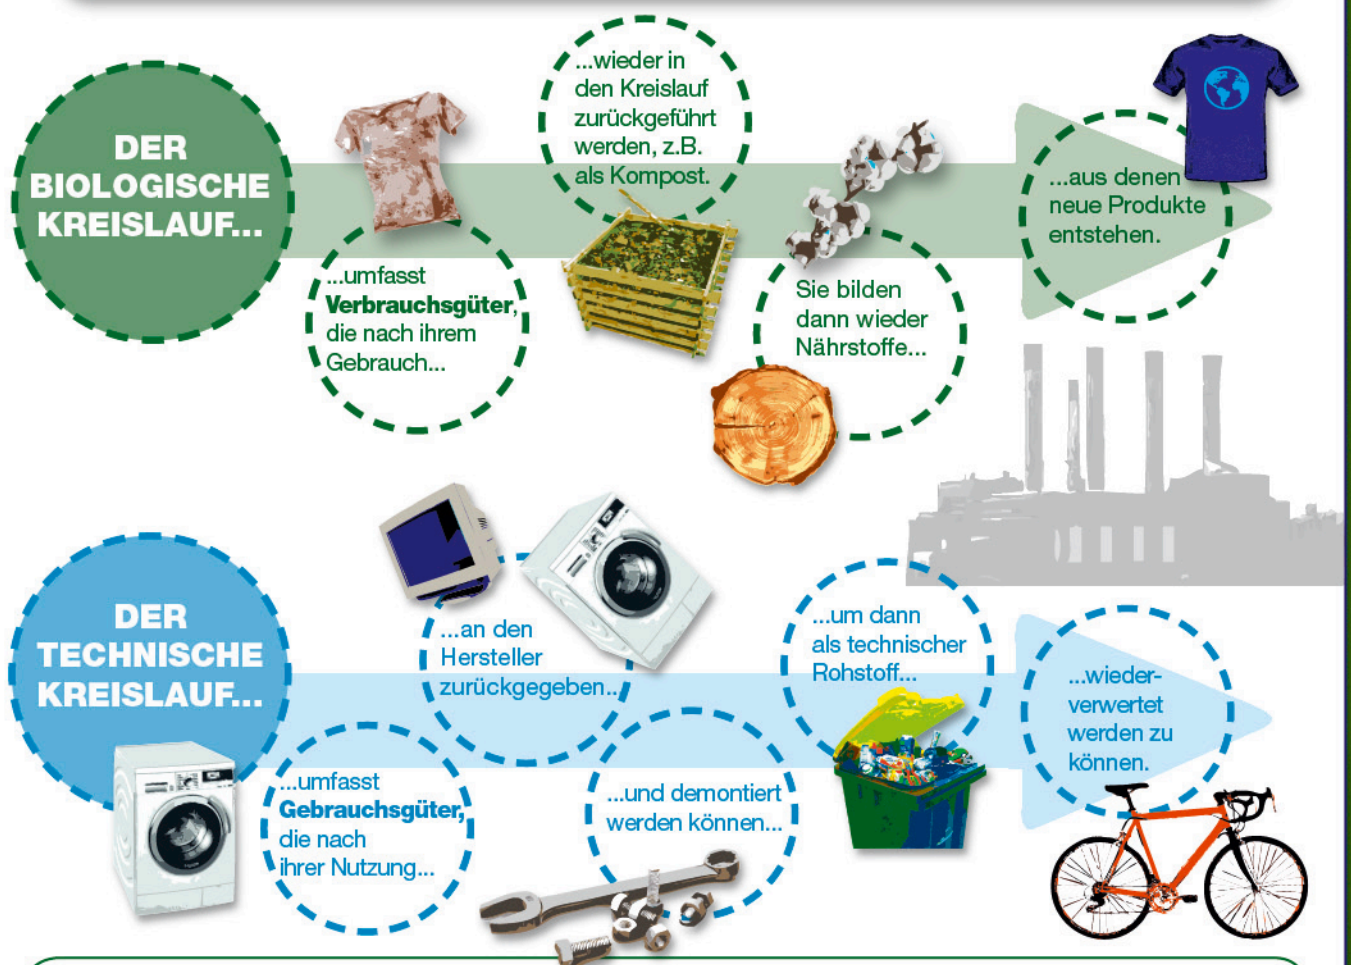 DER
BIOLOGISCHE
KREISLAUF...
...umfasst
Verbrauchsgüter,
die nach ihrem
Gebrauch...
...wieder in
den Kreislauf
zurückgeführt
werden, z.B.
als Kompost.
Sie bilden
dann wieder
Nährstoffe...
...aus denen
neue Produkte
entstehen.
DER
TECHNISCHE
KREISLAUF...
...umfasst
Gebrauchsgüter,
die nach
ihrer Nutzung...
...an den
Hersteller
zurückgegeben...
...und demontiert
werden können...
...um dann
als technischer
Rohstoff...
...wieder-
verwertet
werden zu
können.